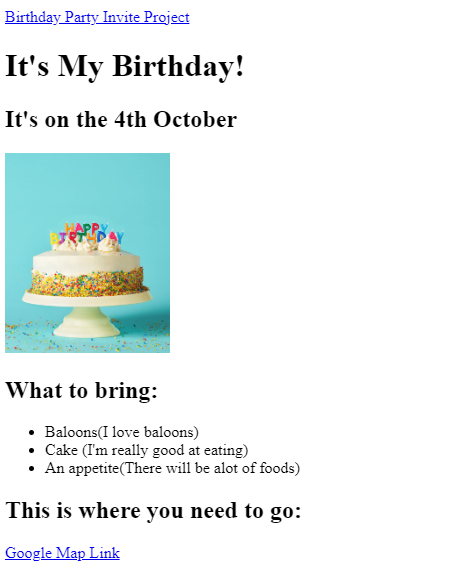 Birthday Party Invite Project
It's My Birthday!
It's on the 4th October
HAPPY
BIRTHDAY
What to bring:
Baloons(I love baloons)
Cake (I'm really good at eating)
An appetite(There will be alot of foods)
This is where you need to go:
Google Map Link